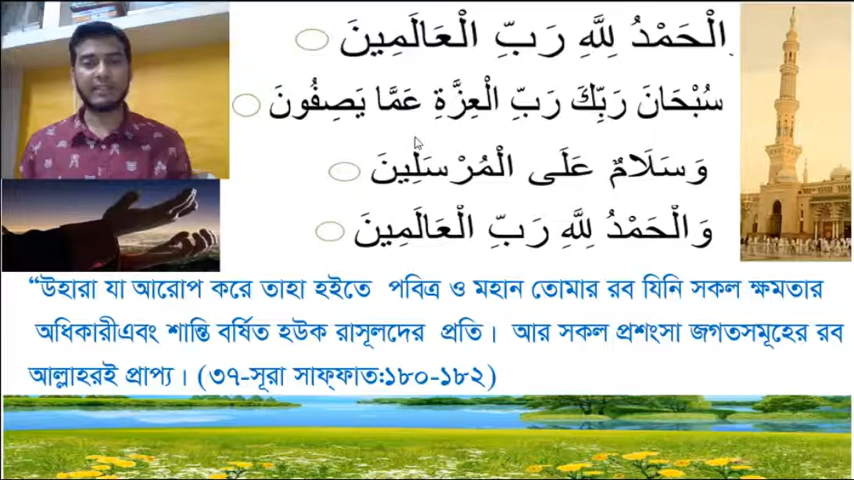 الْحَمْدُ لِلَّهِ رَبِّ الْعَالَمِينَ
سُبْحَانَ رَبِّكَ رَبِّ الْعِزَّةِ عَمَّا يَصِفُونَ
وَسَلَامٌ عَلَى الْمُرْسَلِينَ
وَالْحَمْدُ لِلَّهِ رَبِّ الْعَالَمِينَ
“উহারা যা আরোপ করে তাহা হইতে পবিত্র ও মহান তোমার রব যিনি সকল ক্ষমতার
অধিকারীএবং শান্তি বর্ষিত হউক রাসূলদের প্রতি। আর সকল প্রশংসা জগতসমূহের রব
আল্লাহরই প্রাপ্য। (৩৭-সূরা সাফ্ফাত:১৮০-১৮২)